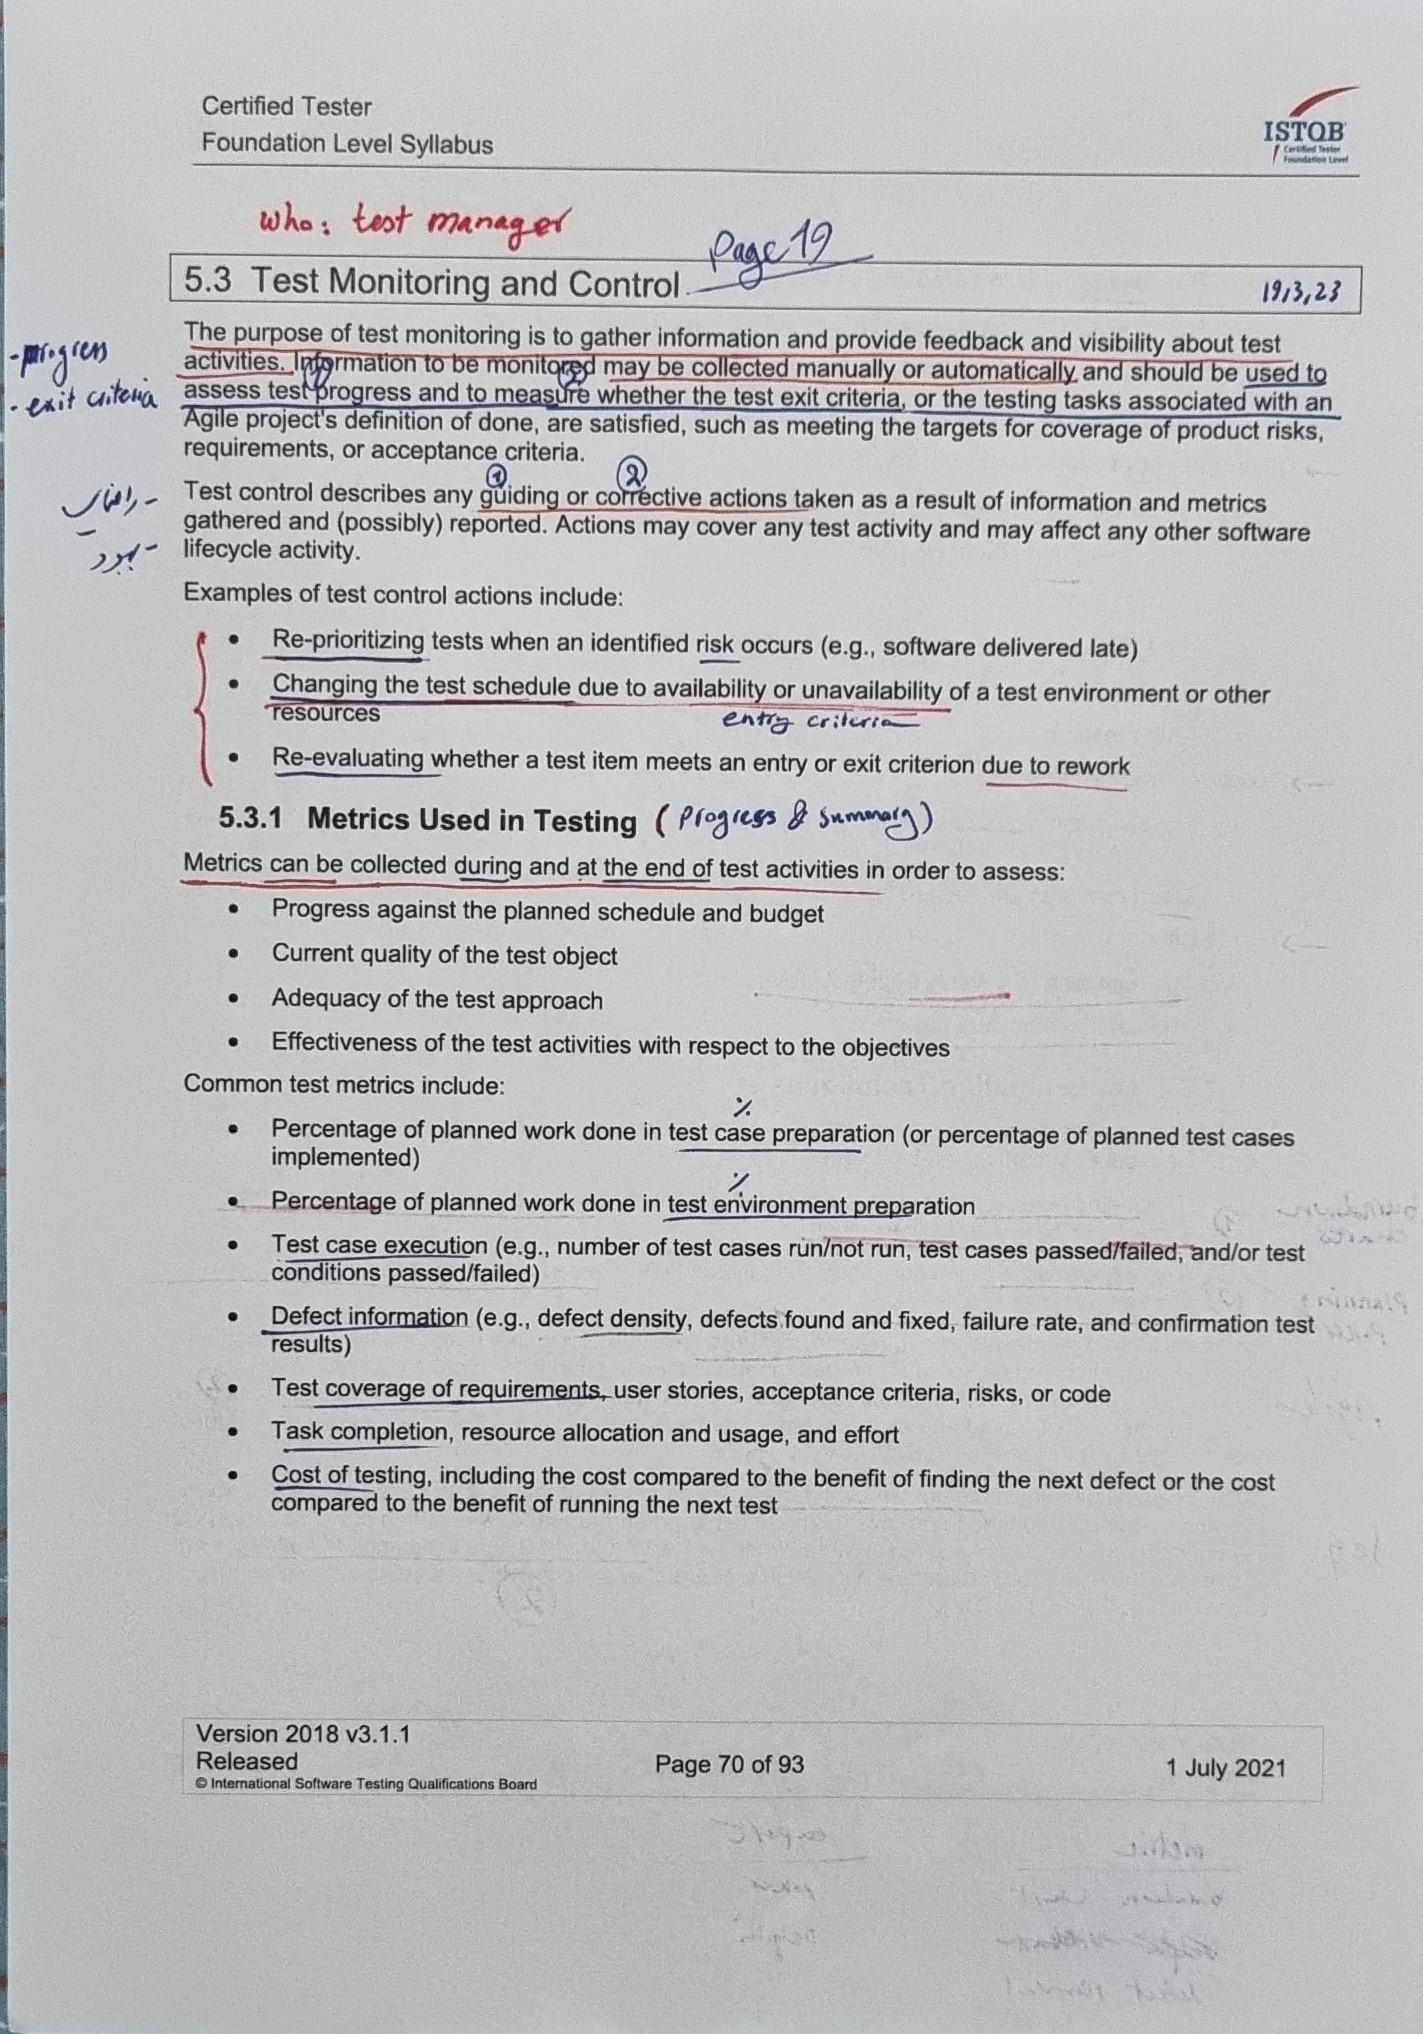 Certified Tester
Foundation Level Syllabus
ISTQB
Certified Tester
Foundation Level
who: test manager
Page 19
5.3 Test Monitoring and Control
19,3,23
The purpose of test monitoring is to gather information and provide feedback and visibility about test
activities. Information to be monitored may be collected manually or automatically and should be used to
assess test progress and to measure whether the test exit criteria, or the testing tasks associated with an
Agile project's definition of done, are satisfied, such as meeting the targets for coverage of product risks,
requirements, or acceptance criteria.
- progress
- exit criteria
1 2
Test control describes any guiding or corrective actions taken as a result of information and metrics
gathered and (possibly) reported. Actions may cover any test activity and may affect any other software
lifecycle activity.
Examples of test control actions include:
• Re-prioritizing tests when an identified risk occurs (e.g., software delivered late)
• Changing the test schedule due to availability or unavailability of a test environment or other
resources
entry criteria
• Re-evaluating whether a test item meets an entry or exit criterion due to rework
5.3.1 Metrics Used in Testing (Progress & Summary)
Metrics can be collected during and at the end of test activities in order to assess:
• Progress against the planned schedule and budget
• Current quality of the test object
• Adequacy of the test approach
• Effectiveness of the test activities with respect to the objectives
Common test metrics include:
%
• Percentage of planned work done in test case preparation (or percentage of planned test cases
implemented)
%
• Percentage of planned work done in test environment preparation
• Test case execution (e.g., number of test cases run/not run, test cases passed/failed, and/or test
conditions passed/failed)
• Defect information (e.g., defect density, defects found and fixed, failure rate, and confirmation test
results)
• Test coverage of requirements, user stories, acceptance criteria, risks, or code
• Task completion, resource allocation and usage, and effort
• Cost of testing, including the cost compared to the benefit of finding the next defect or the cost
compared to the benefit of running the next test
Version 2018 v3.1.1
Released
© International Software Testing Qualifications Board
Page 70 of 93
1 July 2021